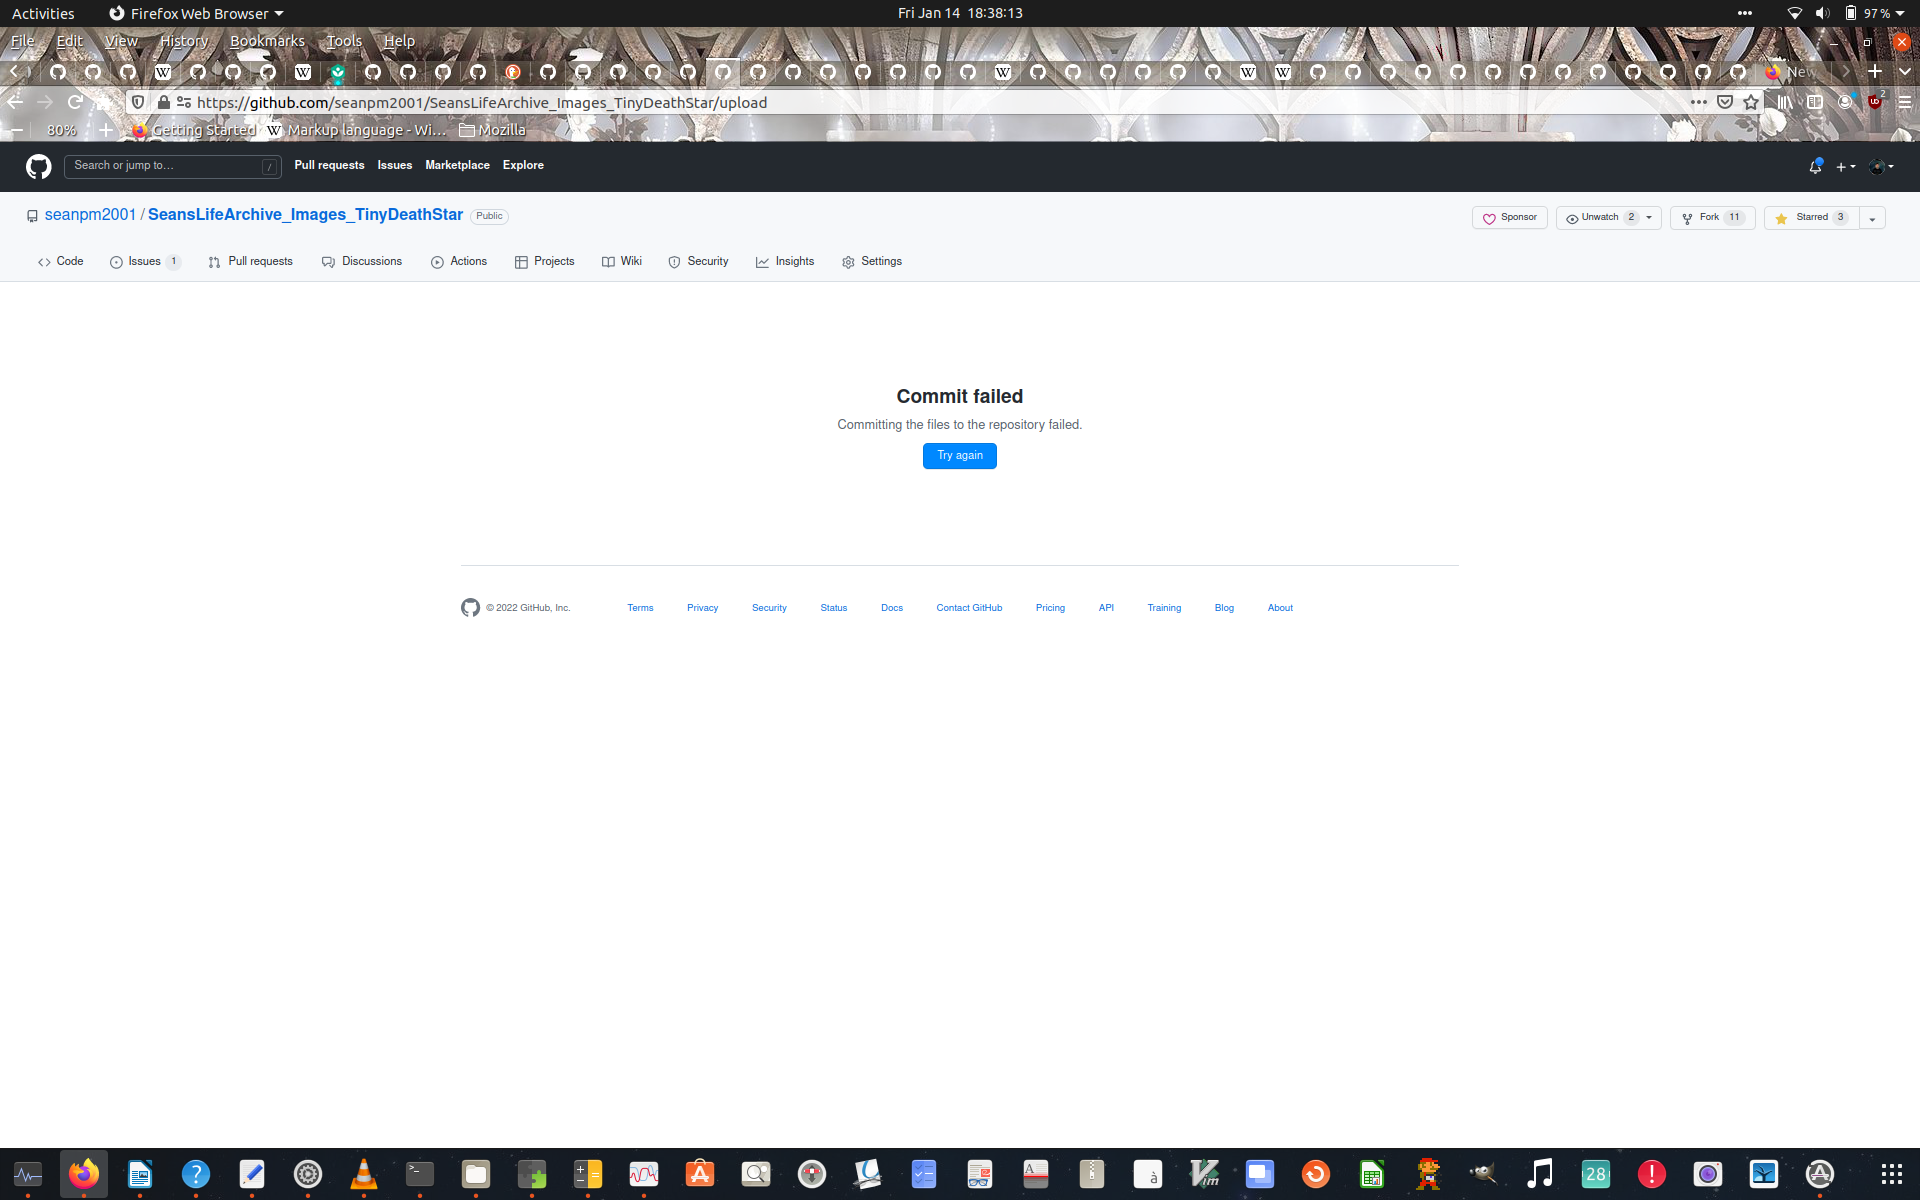 Activities Firefox Web Browser Fri Jan 14 18:38:13 97 %
File Edit View History Bookmarks Tools Help
New
https://github.com/seanpm2001/SeansLifeArchive_Images_TinyDeathStar/upload 2
80% Getting Started Markup language - Wi… Mozilla
Search or jump to… / Pull requests Issues Marketplace Explore
seanpm2001 / SeansLifeArchive_Images_TinyDeathStar Public Sponsor Unwatch 2 Fork 11 Starred 3
Code Issues 1 Pull requests Discussions Actions Projects Wiki Security Insights Settings
Commit failed
Committing the files to the repository failed.
Try again
© 2022 GitHub, Inc. Terms Privacy Security Status Docs Contact GitHub Pricing API Training Blog About
28